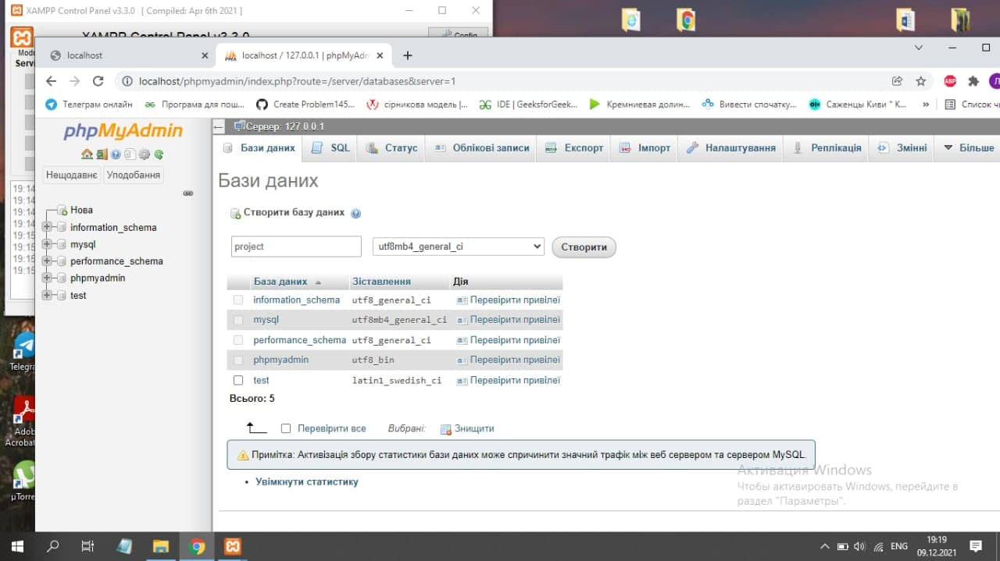 XAMPP Control Panel v3.3.0 [ Compiled: Apr 6th 2021 ]
XAMPP Control Panel v3.3.0
Config
localhost
localhost / 127.0.0.1 | phpMyAdm
localhost/phpmyadmin/index.php?route=/server/databases&server=1
ABP
Телеграм онлайн
Програма для пош...
Create Problem145...
сірникова модель |...
IDE | GeeksforGeek...
Кремниевая долин...
Вивести спочатку...
Саженцы Киви " К...
»
Список
phpMyAdmin
Нещодавнє
Уподобання
Нова
information_schema
mysql
performance_schema
phpmyadmin
test
Сервер: 127.0.0.1
Бази даних
SQL
Статус
Облікові записи
Експорт
Імпорт
Налаштування
Реплікація
Змінні
Більше
Бази даних
Створити базу даних
project
utf8mb4_general_ci
Створити
База даних
Зіставлення
Дія
information_schema utf8_general_ci Перевірити привілеї
mysql utf8mb4_general_ci Перевірити привілеї
performance_schema utf8_general_ci Перевірити привілеї
phpmyadmin utf8_bin Перевірити привілеї
test latin1_swedish_ci Перевірити привілеї
Всього: 5
Перевірити все
Вибрані:
Знищити
Примітка: Активізація збору статистики бази даних може спричинити значний трафік між веб сервером та сервером MySQL.
• Увімкнути статистику
Активация Windows
Чтобы активировать Windows, перейдите в
раздел "Параметры".
Modu
Servi
19:14
19:14
19:14
19:14
19:15
19:15
19:15
19:15
Telegra
Adob
Acrobat
µTorre
ENG
19:19
09.12.2021